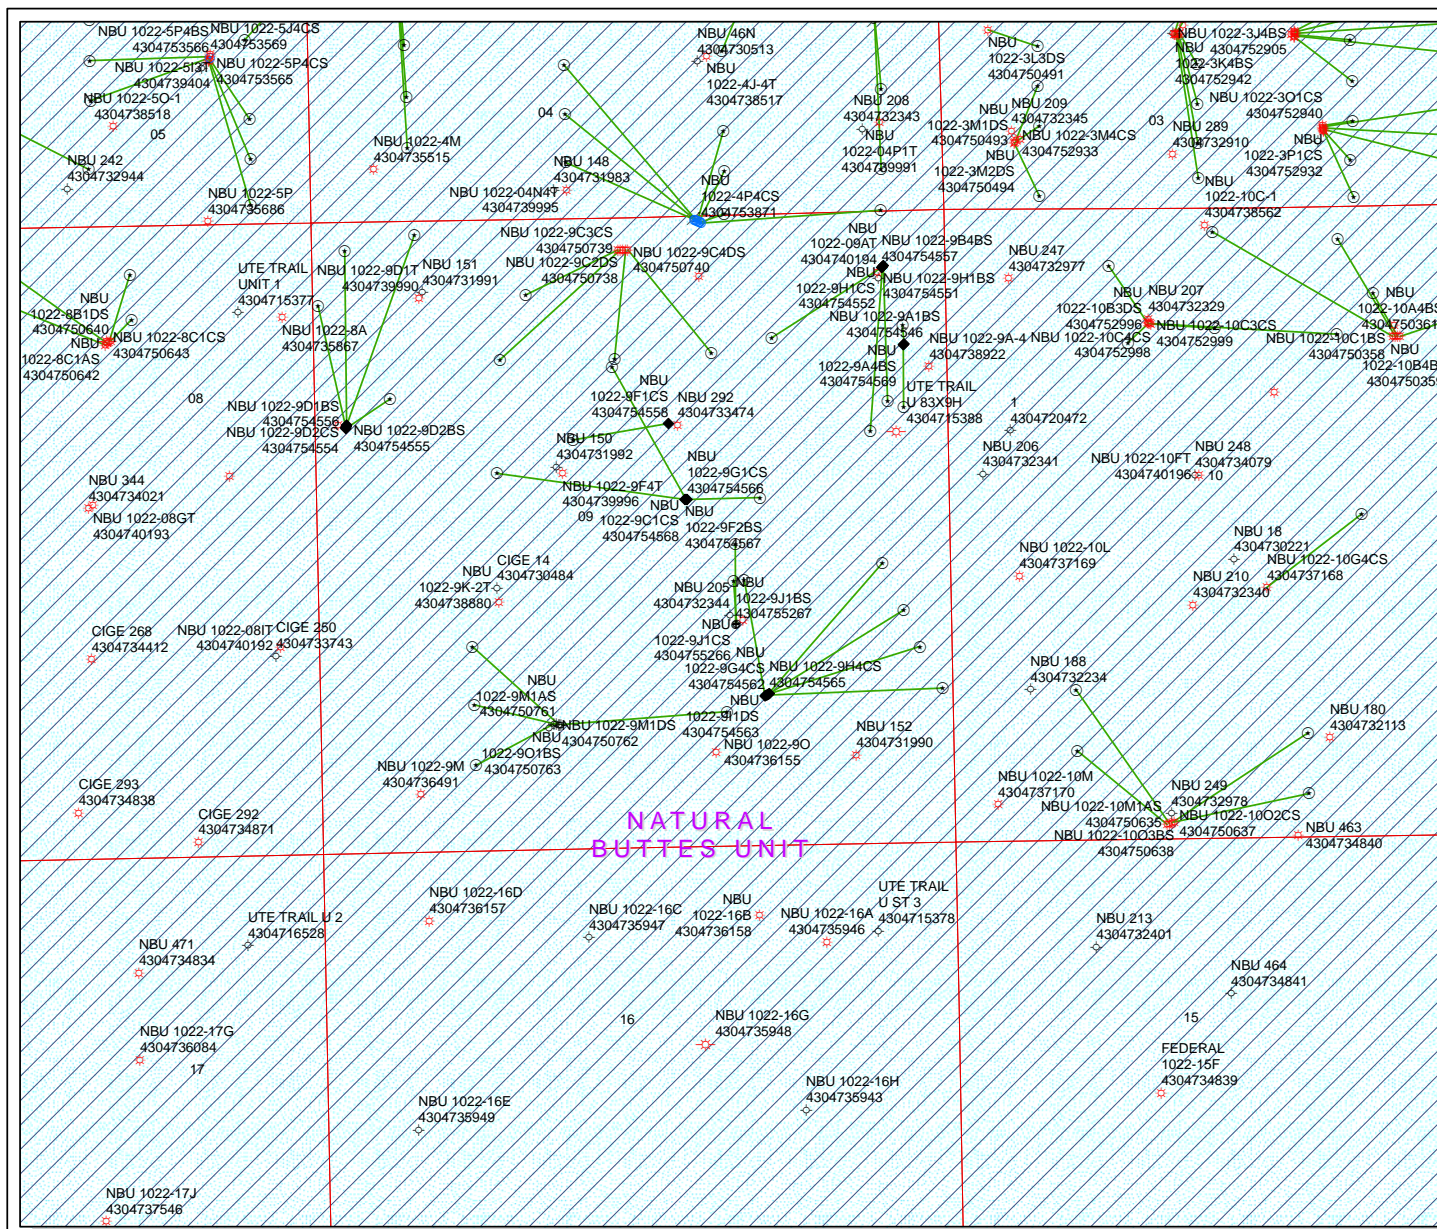 NBU 1022-5P4BS
4304753566
NBU 1022-5J4CS
4304753569
NBU 1022-5I3T
4304739404
NBU 1022-5P4CS
4304753565
NBU 1022-5O-1
4304738518
05
NBU 242
4304732944
NBU 1022-5P
4304735686
NBU 1022-4M
4304735515
04
NBU 46N
4304730513
NBU
1022-4J-4T
4304738517
NBU 148
4304731983
NBU 1022-04N4T
4304739995
NBU
1022-4P4CS
4304753871
NBU 208
4304732343
NBU
1022-04P1T
4304739991
NBU
1022-3L3DS
4304750491
NBU 209
4304732345
NBU
1022-3M1DS
4304750493
NBU 1022-3M4CS
4304752933
NBU
1022-3M2DS
4304750494
NBU 1022-3J4BS
4304752905
NBU
1022-3K4BS
4304752942
NBU 1022-3O1CS
4304752940
03
NBU 289
4304732910
NBU
1022-3P1CS
4304752932
NBU
1022-10C-1
4304738562
NBU
1022-8B1DS
4304750640
NBU 1022-8C1CS
4304750643
NBU
1022-8C1AS
4304750642
UTE TRAIL
UNIT 1
4304715377
NBU 1022-8A
4304735867
08
NBU 1022-9D1T
4304739990
NBU 151
4304731991
NBU 1022-9C3CS
4304750739
NBU 1022-9C2DS
4304750738
NBU 1022-9C4DS
4304750740
NBU
1022-09AT
4304740194
NBU 1022-9B4BS
4304754557
NBU
1022-9H1CS
4304754552
NBU 1022-9H1BS
4304754551
NBU 1022-9A1BS
4304754546
NBU
1022-9A4BS
4304754569
NBU 1022-9A-4
4304738922
UTE TRAIL
U 83X9H
4304715388
NBU 247
4304732977
NBU
1022-10B3DS
4304752996
NBU 207
4304732329
NBU 1022-10C4CS
4304752998
NBU 1022-10C3CS
4304752999
NBU 1022-10C1BS
4304750358
NBU
1022-10A4BS
4304750361
NBU
1022-10B4B
4304750359
NBU 1022-9D1BS
4304754556
NBU 1022-9D2CS
4304754554
NBU 1022-9D2BS
4304754555
NBU
1022-9F1CS
4304754558
NBU 292
4304733474
NBU 150
4304731992
NBU 1022-9F4T
4304739996
09
NBU
1022-9G1CS
4304754566
NBU
1022-9C1CS
4304754568
NBU
1022-9F2BS
4304754567
1
4304720472
NBU 206
4304732341
NBU 1022-10FT
4304740196
NBU 248
4304734079
10
NBU 344
4304734021
NBU 1022-08GT
4304740193
NBU 18
4304730221
NBU 1022-10G4CS
4304737168
NBU 210
4304732340
NBU 1022-10L
4304737169
CIGE 14
4304730484
NBU
1022-9K-2T
4304738880
NBU 205
4304732344
NBU
1022-9J1BS
4304755267
NBU
1022-9J1CS
4304755266
CIGE 268
4304734412
NBU 1022-08IT
4304740192
CIGE 250
4304733743
NBU
1022-9G4CS
4304754562
NBU 1022-9H4CS
4304754565
NBU
1022-9I1DS
4304754563
NBU
1022-9M1AS
4304750761
NBU 1022-9M1DS
4304750762
NBU
1022-9O1BS
4304750763
NBU 188
4304732234
NBU 180
4304732113
NBU 1022-9O
4304736155
NBU 152
4304731990
NBU 1022-9M
4304736491
CIGE 293
4304734838
CIGE 292
4304734871
NBU 1022-10M
4304737170
NBU 249
4304732978
NBU 1022-10M1AS
4304750635
NBU 1022-10O2CS
4304750637
NBU 1022-10O3BS
4304750638
NBU 463
4304734840
NATURAL
BUTTES UNIT
NBU 1022-16D
4304736157
UTE TRAIL U 2
4304716528
NBU 471
4304734834
NBU 1022-16C
4304735947
NBU
1022-16B
4304736158
NBU 1022-16A
4304735946
UTE TRAIL
U ST 3
4304715378
NBU 213
4304732401
NBU 464
4304734841
NBU 1022-17G
4304736084
17
16
NBU 1022-16G
4304735948
15
FEDERAL
1022-15F
4304734839
NBU 1022-16H
4304735943
NBU 1022-16E
4304735949
NBU 1022-17J
4304737546